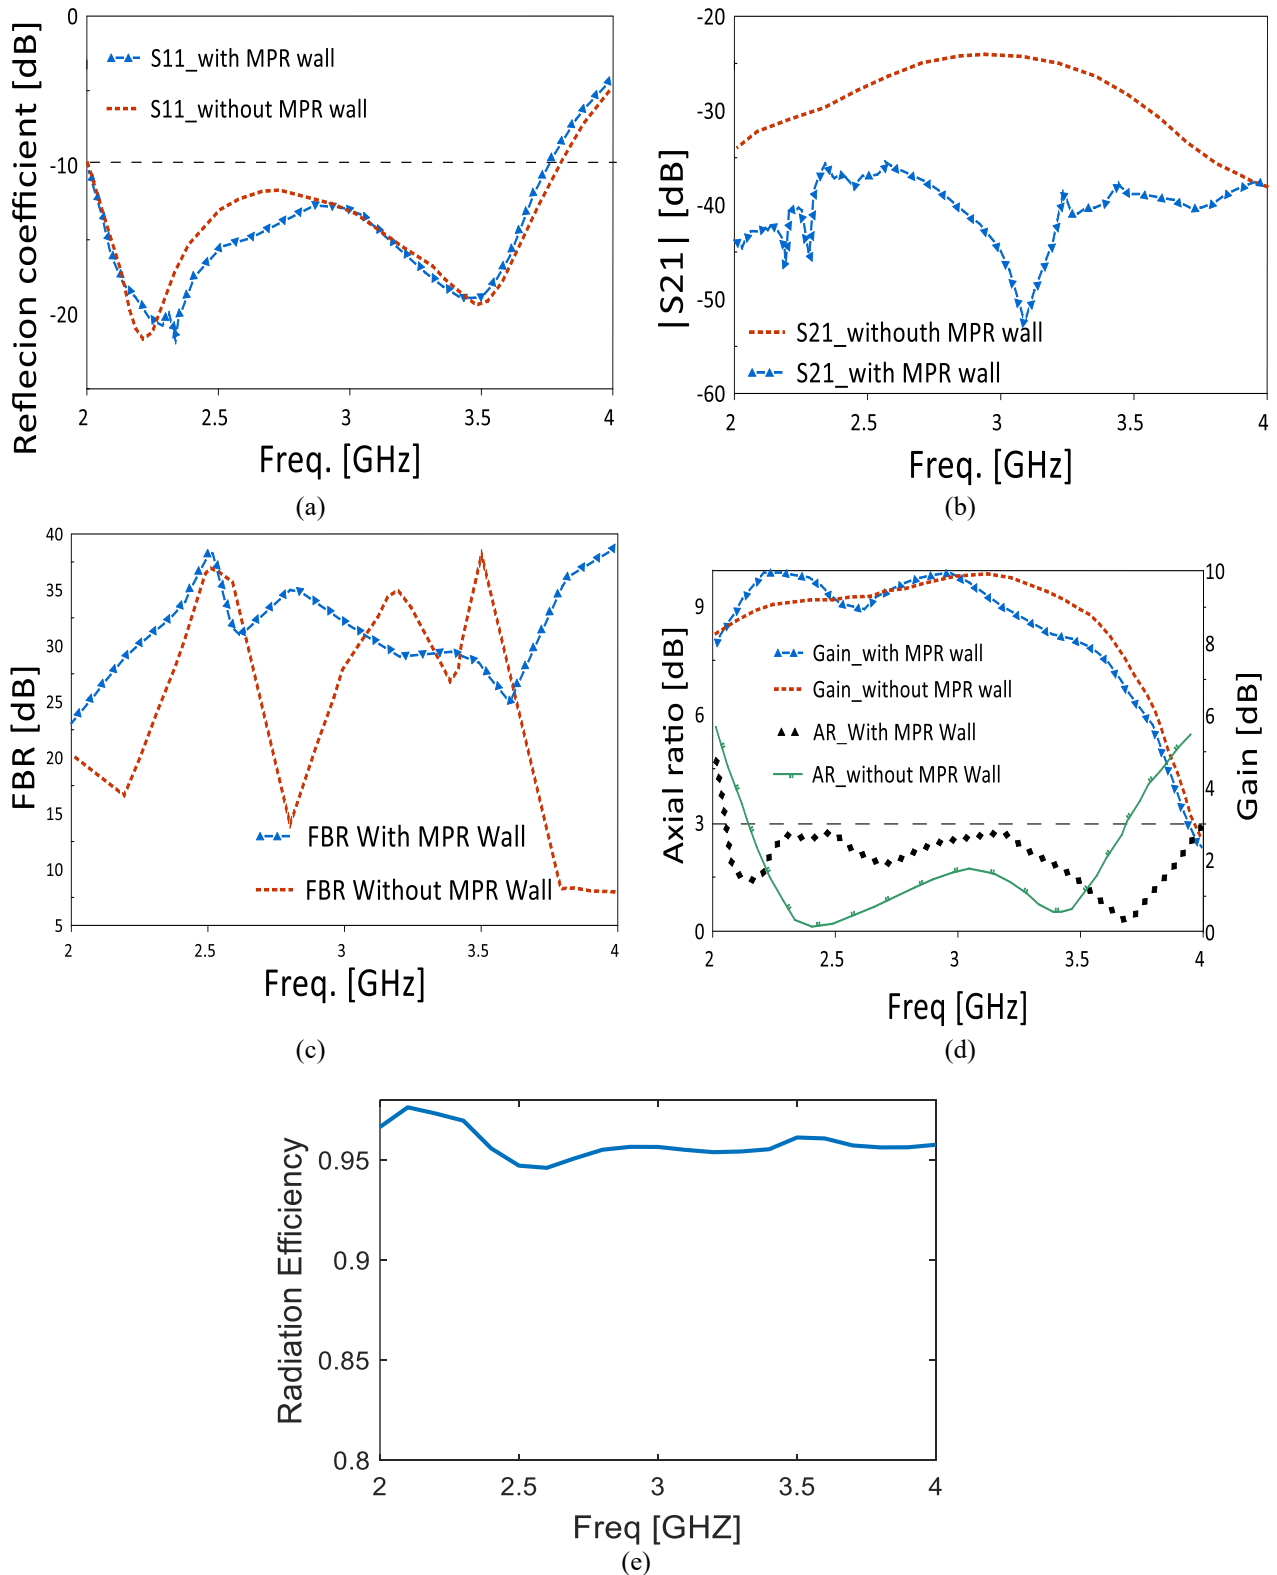 Reflecion coefficient [dB]
0
-10
-20
S11_with MPR wall
S11_without MPR wall
2
2.5
3
3.5
4
Freq. [GHz]
(a)
|S21| [dB]
-20
-30
-40
-50
-60
S21_withouth MPR wall
S21_with MPR wall
2
2.5
3
3.5
4
Freq. [GHz]
(b)
FBR [dB]
40
35
30
25
20
15
10
5
FBR With MPR Wall
FBR Without MPR Wall
2
2.5
3
3.5
4
Freq. [GHz]
(c)
Axial ratio [dB]
9
6
3
0
Gain_with MPR wall
Gain_without MPR wall
AR_With MPR Wall
AR_without MPR Wall
10
8
6
4
2
0
Gain [dB]
2
2.5
3
3.5
4
Freq [GHz]
(d)
Radiation Efficiency
0.95
0.9
0.85
0.8
2
2.5
3
3.5
4
Freq [GHZ]
(e)